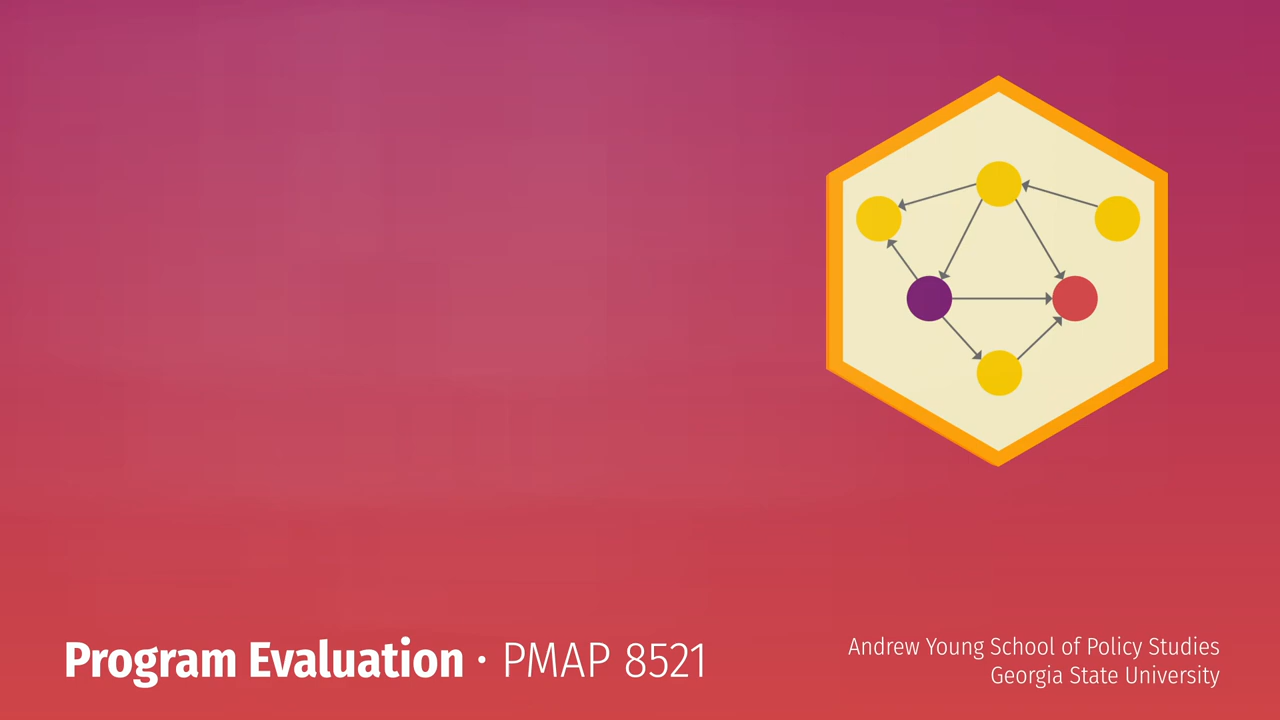 Program Evaluation · PMAP 8521
Andrew Young School of Policy Studies
Georgia State University